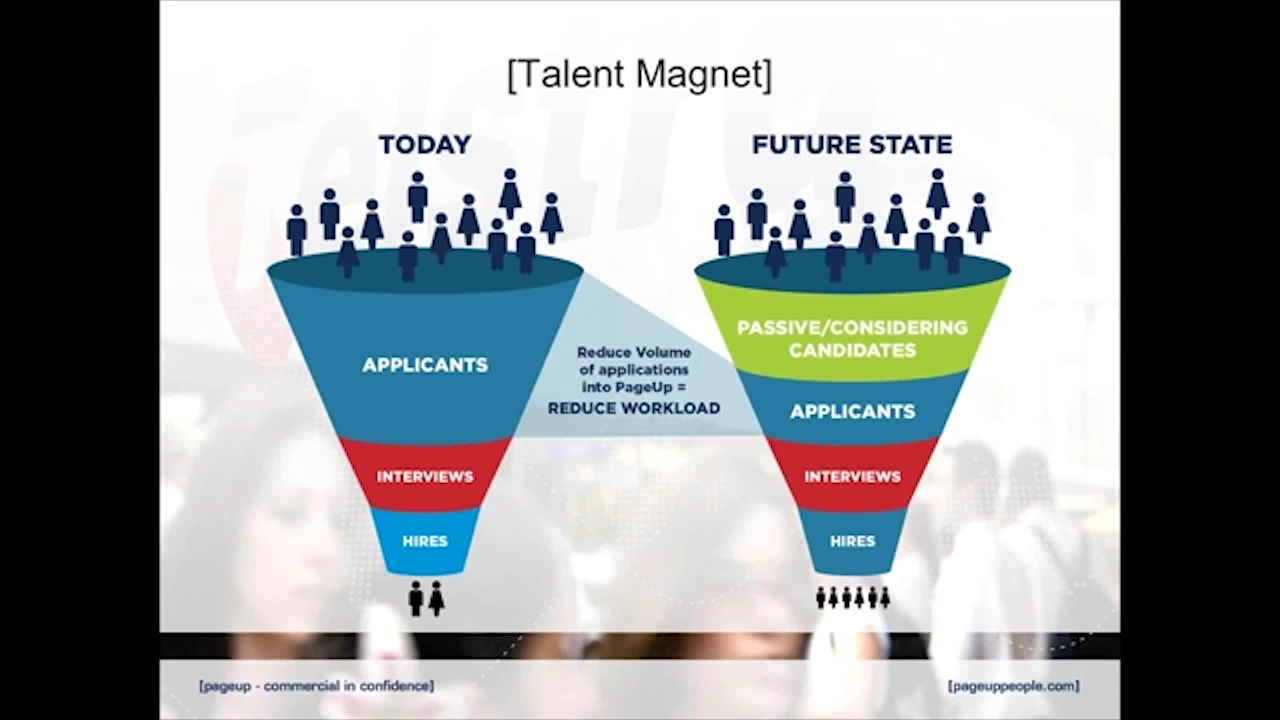 [Talent Magnet]
TODAY
APPLICANTS
INTERVIEWS
HIRES
Reduce Volume
of applications
into PageUp =
REDUCE WORKLOAD
FUTURE STATE
PASSIVE/CONSIDERING
CANDIDATES
APPLICANTS
INTERVIEWS
HIRES
[pageup - commercial in confidence]
[pageuppeople.com]